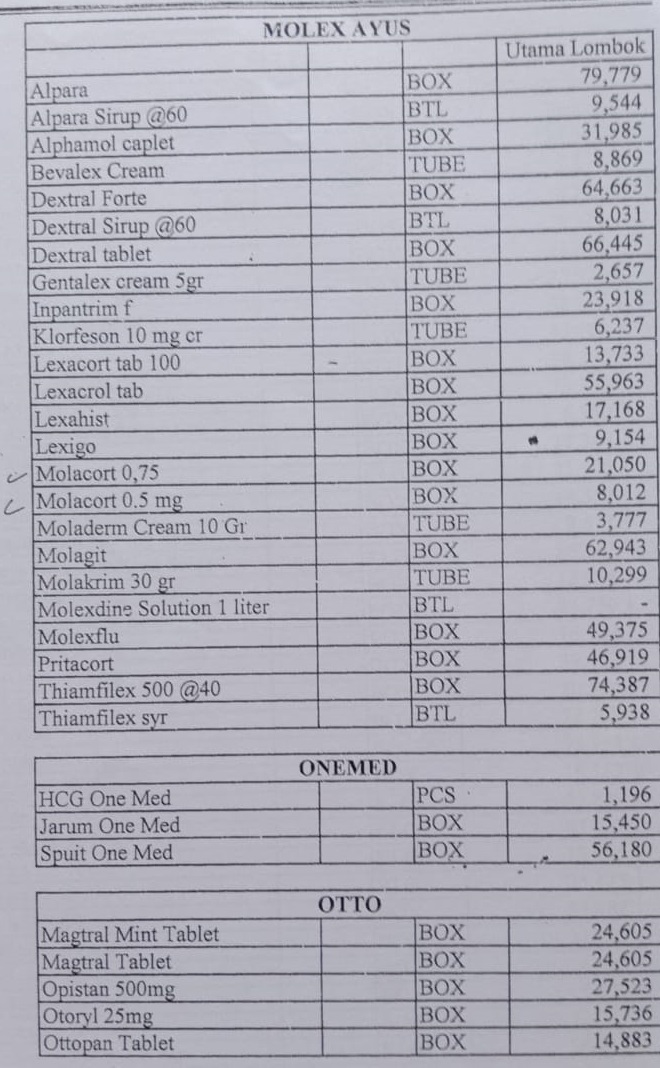 MOLEX AYUS
Utama Lombok
Alpara BOX 79,779
Alpara Sirup @60 BTL 9,544
Alphamol caplet BOX 31,985
Bevalex Cream TUBE 8,869
Dextral Forte BOX 64,663
Dextral Sirup @60 BTL 8,031
Dextral tablet BOX 66,445
Gentalex cream 5gr TUBE 2,657
Inpantrim f BOX 23,918
Klorfeson 10 mg cr TUBE 6,237
Lexacort tab 100 BOX 13,733
Lexacrol tab BOX 55,963
Lexahist BOX 17,168
Lexigo BOX 9,154
Molacort 0,75 BOX 21,050
Molacort 0.5 mg BOX 8,012
Moladerm Cream 10 Gr TUBE 3,777
Molagit BOX 62,943
Molakrim 30 gr TUBE 10,299
Molexdine Solution 1 liter BTL -
Molexflu BOX 49,375
Pritacort BOX 46,919
Thiamfilex 500 @40 BOX 74,387
Thiamfilex syr BTL 5,938
ONEMED
HCG One Med PCS 1,196
Jarum One Med BOX 15,450
Spuit One Med BOX 56,180
OTTO
Magtral Mint Tablet BOX 24,605
Magtral Tablet BOX 24,605
Opistan 500mg BOX 27,523
Otoryl 25mg BOX 15,736
Ottopan Tablet BOX 14,883